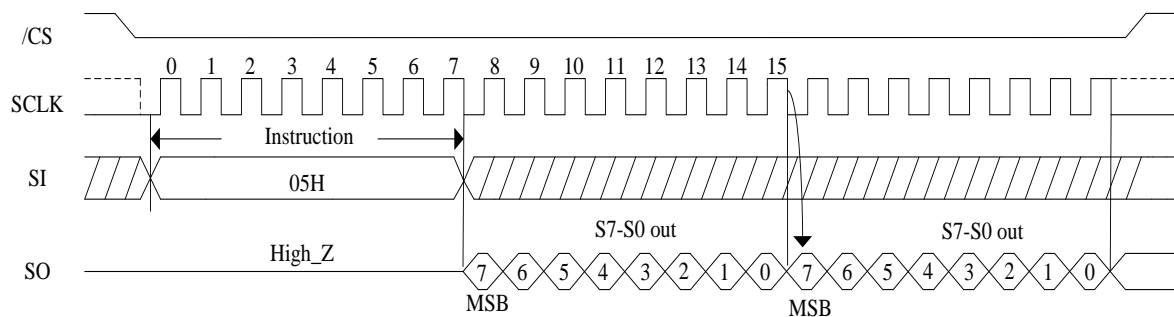 /CS
0 1 2 3 4 5 6 7 8 9 10 11 12 13 14 15
SCLK
Instruction
SI
05H
S7-S0 out S7-S0 out
High_Z
SO
7 6 5 4 3 2 1 0 7 6 5 4 3 2 1 0
MSB MSB